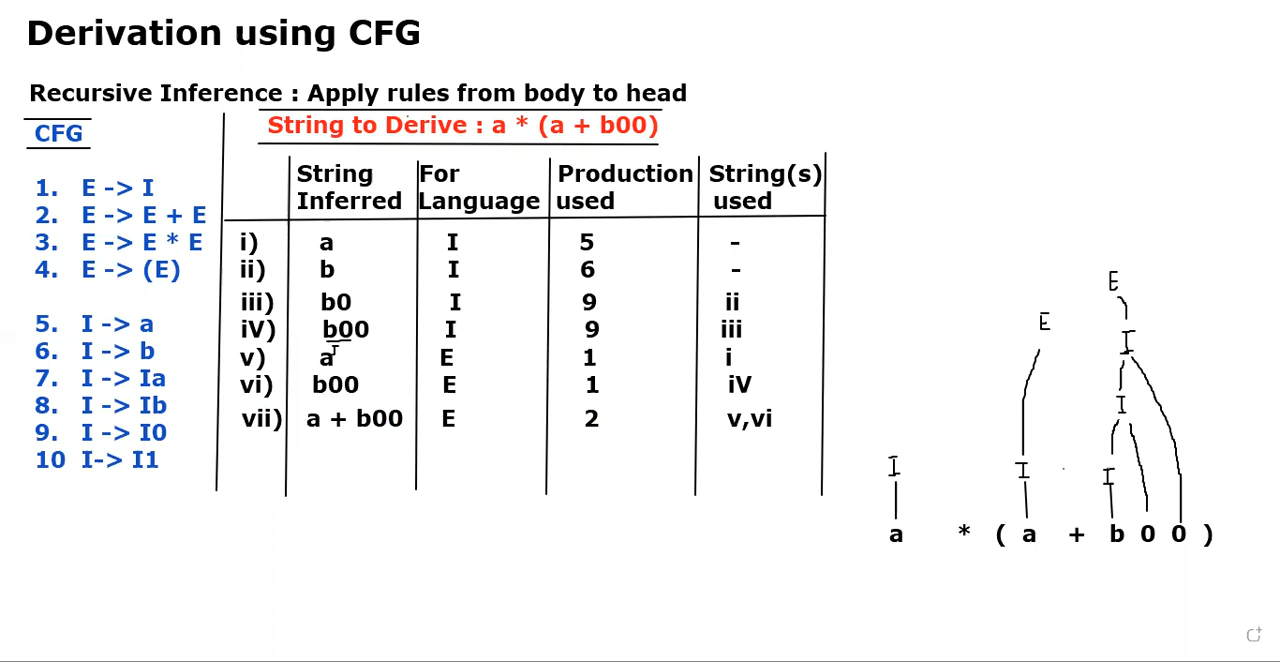 Derivation using CFG
Recursive Inference : Apply rules from body to head
CFG
1. E -> I
2. E -> E + E
3. E -> E * E
4. E -> (E)
5. I -> a
6. I -> b
7. I -> Ia
8. I -> Ib
9. I -> I0
10 I-> I1
String to Derive : a * (a + b00)
String Inferred For Language Production used String(s) used
i) a I 5 -
ii) b I 6 -
iii) b0 I 9 ii
iV) b00 I 9 iii
I
v) a E 1 i
vi) b00 E 1 iV
vii) a + b00 E 2 v,vi
E
E I
I
I I I
a * ( a + b 0 0 )